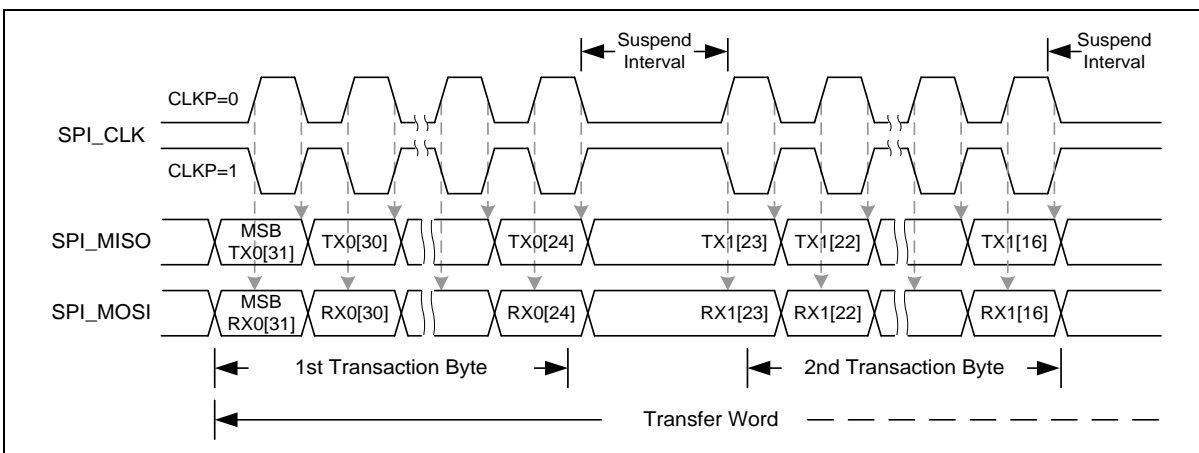 Suspend
Interval
Suspend
Interval
CLKP=0
SPI_CLK
CLKP=1
SPI_MISO
MSB
TX0[31]
TX0[30]
TX0[24]
TX1[23]
TX1[22]
TX1[16]
SPI_MOSI
MSB
RX0[31]
RX0[30]
RX0[24]
RX1[23]
RX1[22]
RX1[16]
1st Transaction Byte
2nd Transaction Byte
Transfer Word